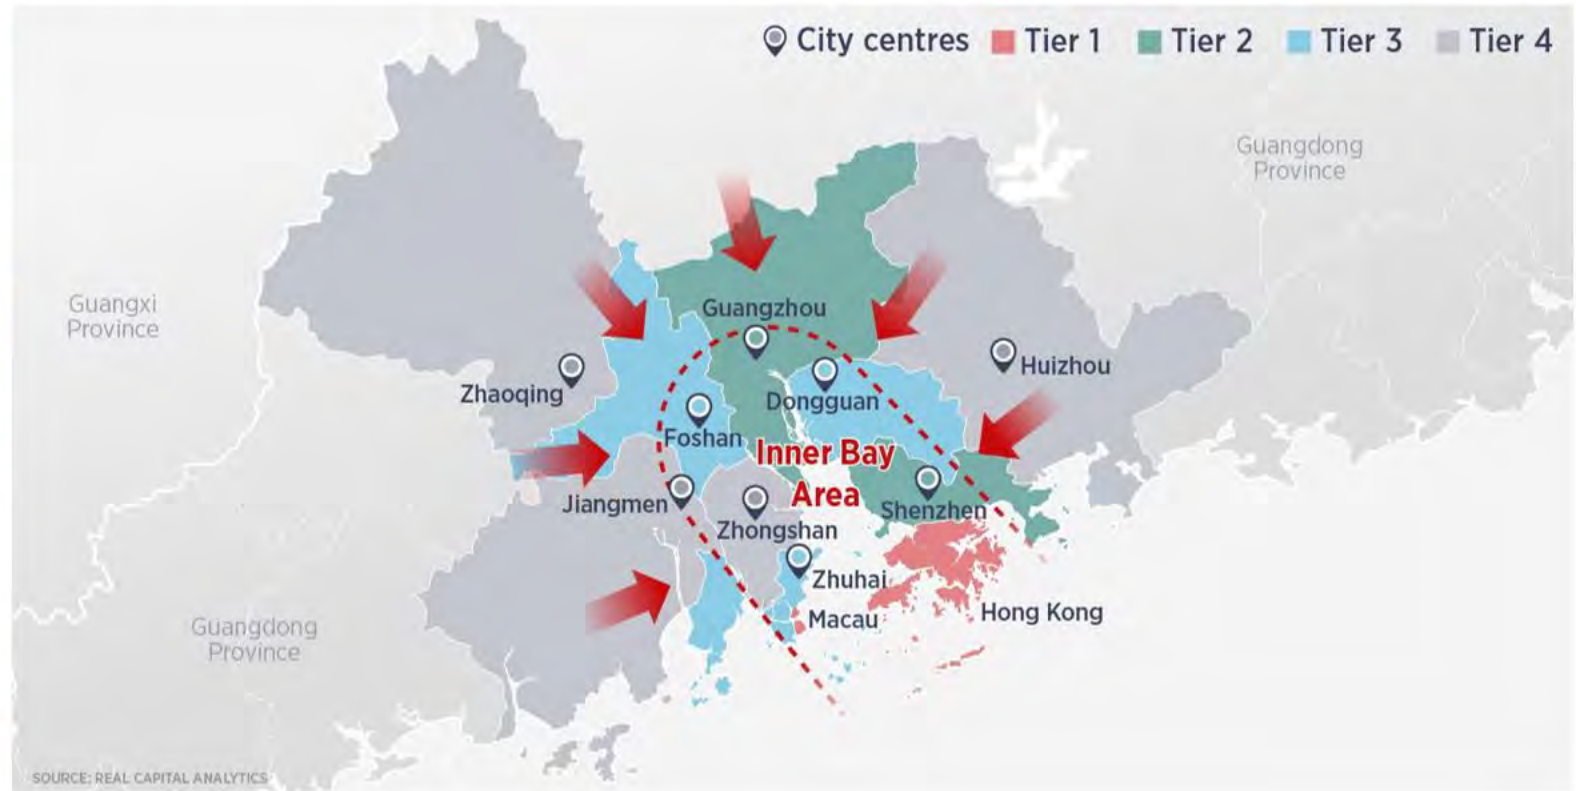 City centres
Tier 1
Tier 2
Tier 3
Tier 4
Guangdong
Province
Guangxi
Province
Guangzhou
Huizhou
Zhaoqing
Dongguan
Foshan
Inner Bay
Area
Jiangmen
Shenzhen
Zhongshan
Zhuhai
Macau
Hong Kong
Guangdong
Province
SOURCE: REAL CAPITAL ANALYTICS